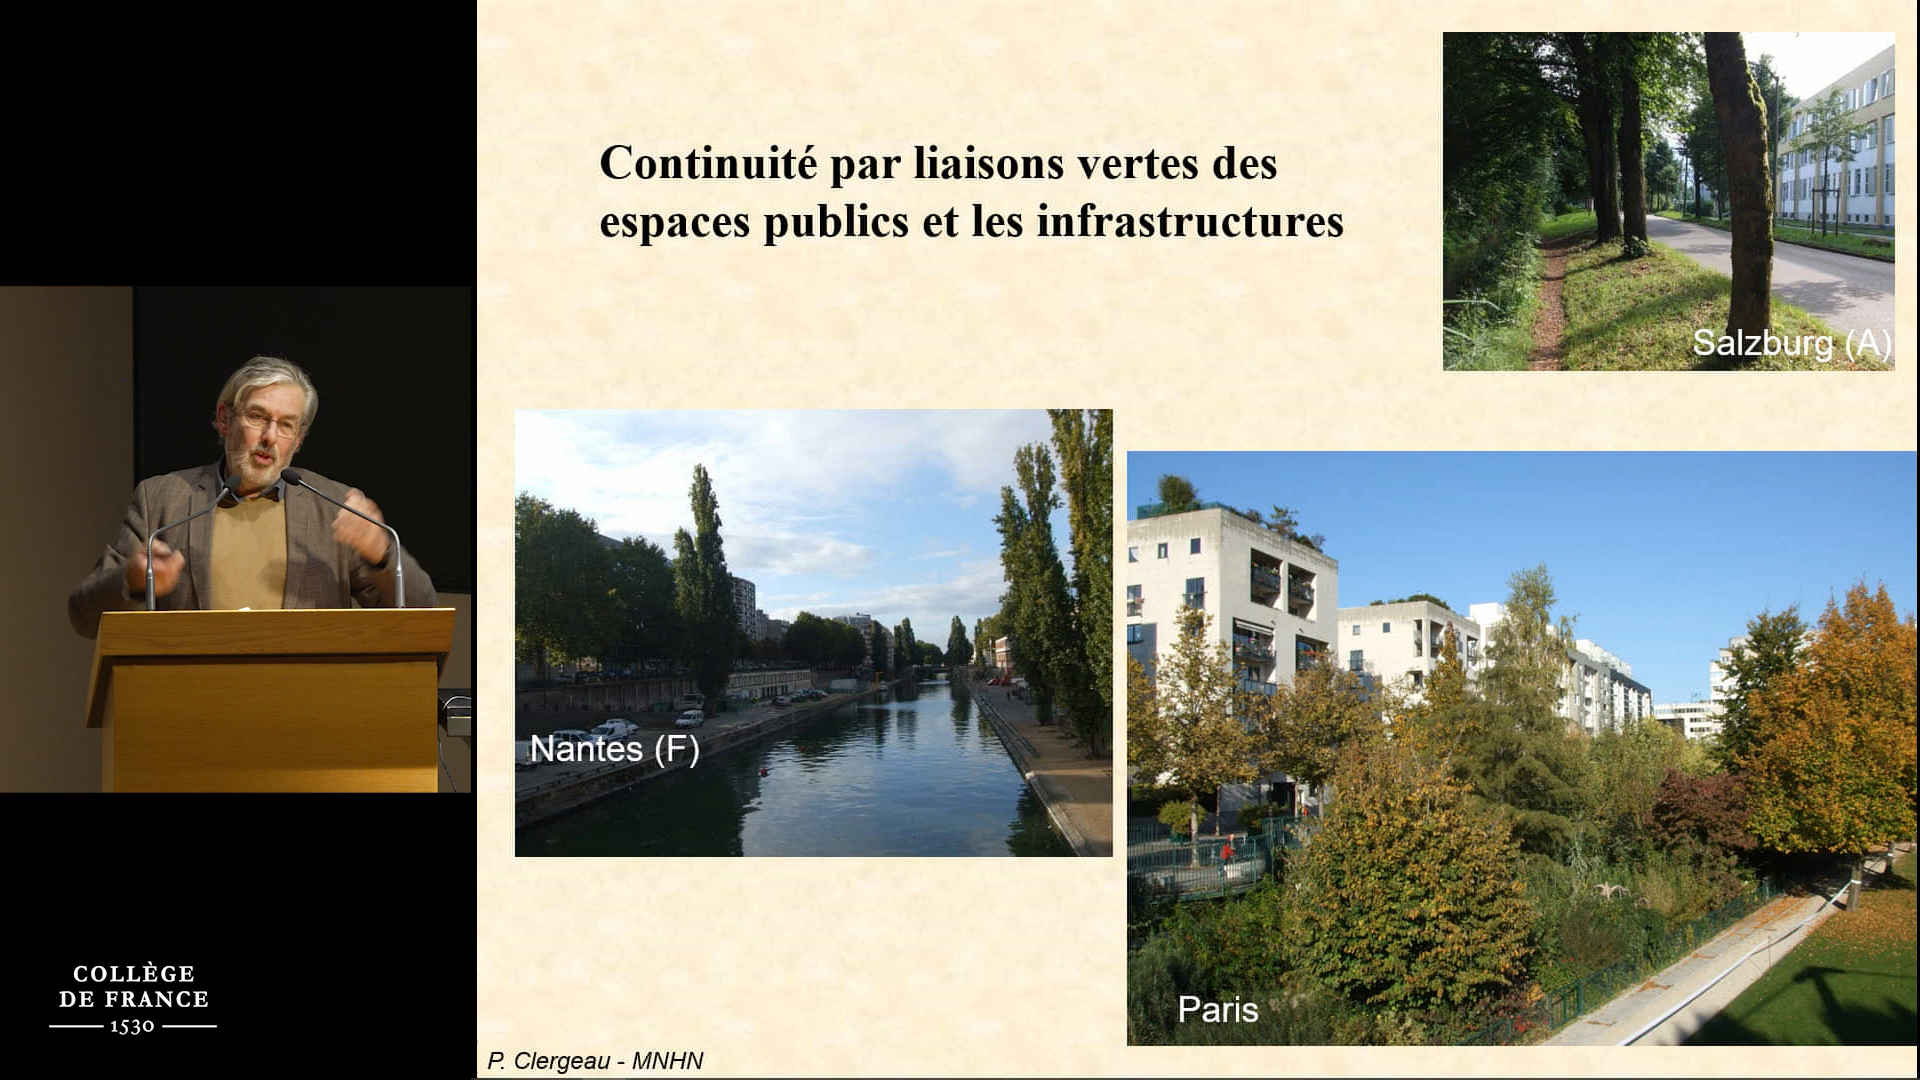 Continuité par liaisons vertes des
espaces publics et les infrastructures
Salzburg (A)
Nantes (F)
Paris
P. Clergeau - MNHN
COLLÈGE
DE FRANCE
1530